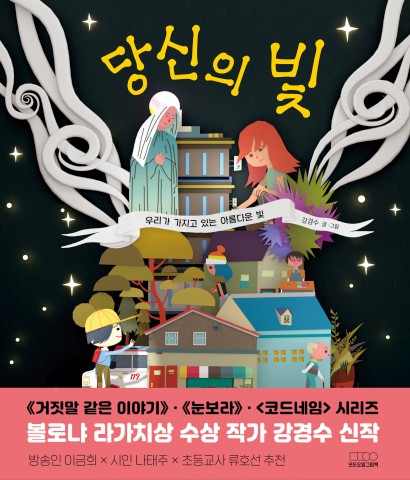 당신의 빛
우리가 가지고 있는 아름다운 빛
강경수 글·그림
119
《거짓말 같은 이야기》·《눈보라》·<코드네임> 시리즈
볼로냐 라가치상 수상 작가 강경수 신작
방송인 이금희 × 시인 나태주 × 초등교사 류호선 추천
모든요일그림책